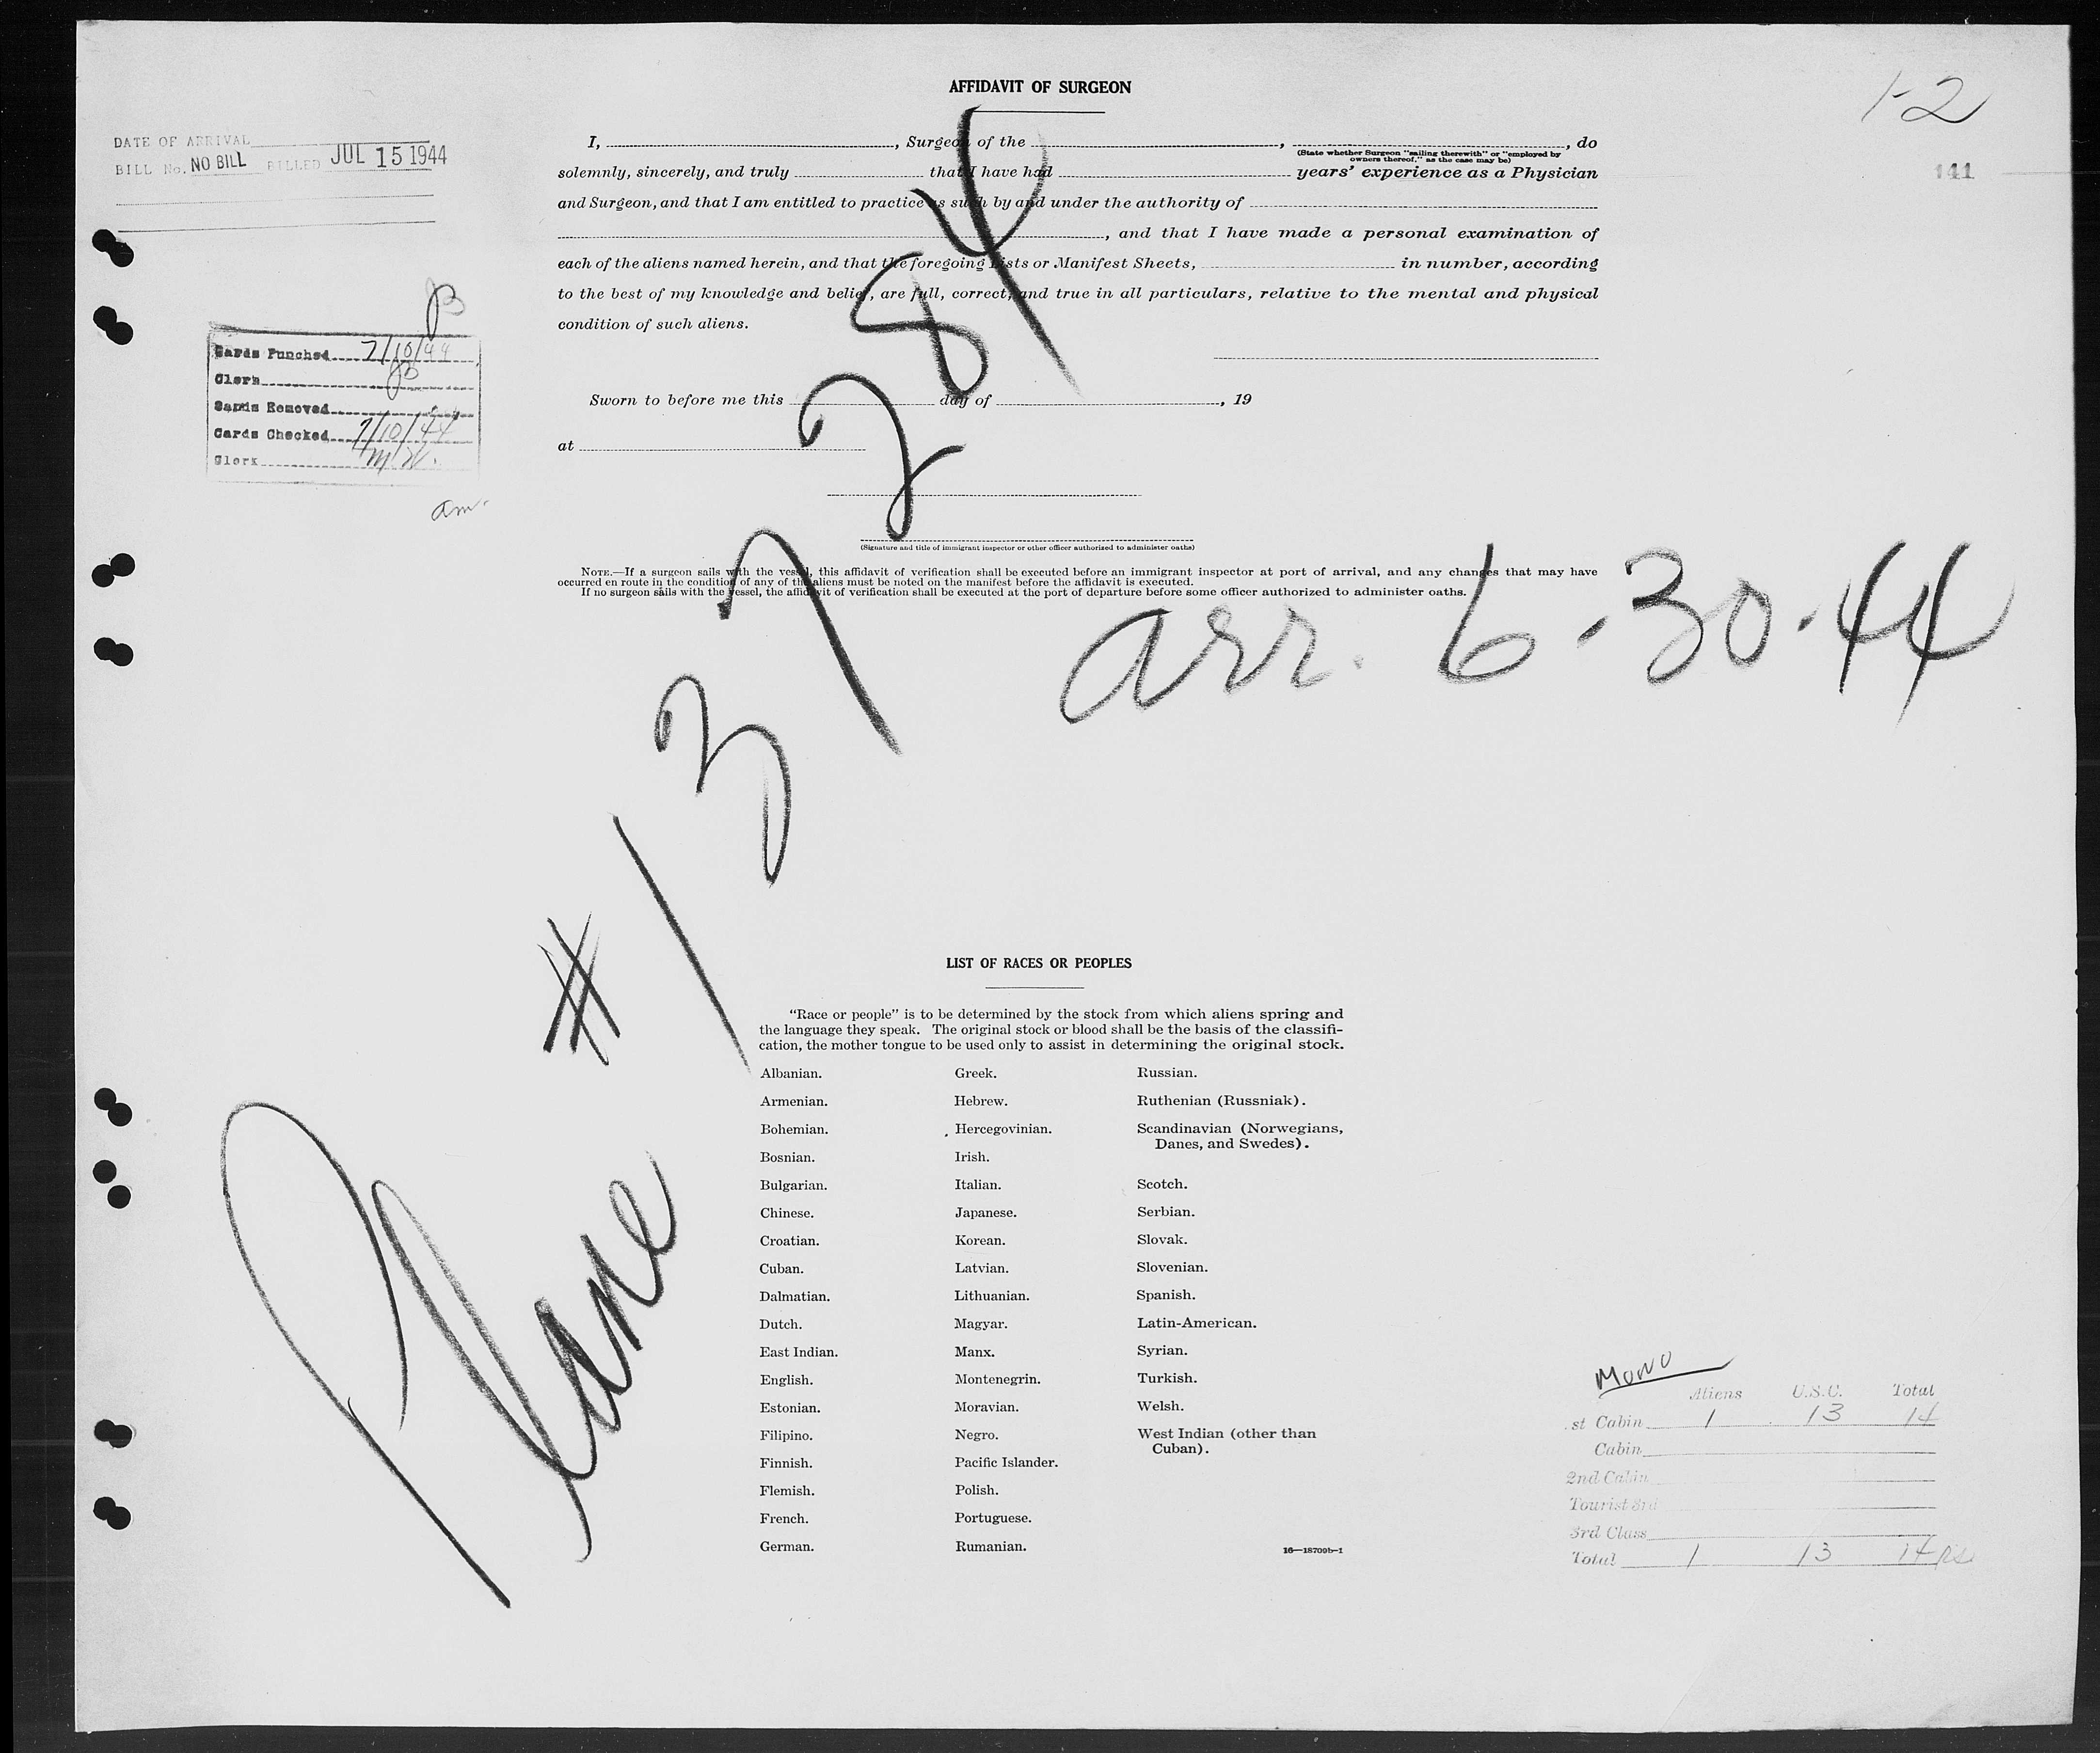 AFFIDAVIT OF SURGEON
1-2
141
DATE OF ARRIVAL
BILL No. NO BILL BILLED JUL 15 1944
I, , Surgeon of the , , do
(State whether Surgeon "sailing therewith" or "employed by
owners thereof," as the case may be)
solemnly, sincerely, and truly that I have had years' experience as a Physician
and Surgeon, and that I am entitled to practice as such by and under the authority of
, and that I have made a personal examination of
each of the aliens named herein, and that the foregoing Lists or Manifest Sheets, in number, according
to the best of my knowledge and belief, are full, correct, and true in all particulars, relative to the mental and physical
condition of such aliens.
Sworn to before me this day of , 19
at
(Signature and title of immigrant inspector or other officer authorized to administer oaths)
NOTE.—If a surgeon sails with the vessel, this affidavit of verification shall be executed before an immigrant inspector at port of arrival, and any changes that may have
occurred en route in the condition of any of the aliens must be noted on the manifest before the affidavit is executed.
If no surgeon sails with the vessel, the affidavit of verification shall be executed at the port of departure before some officer authorized to administer oaths.
JB
Cards Punched 7/10/44
Clerk JB
Cards Removed
Cards Checked 7/10/44
Clerk
am.
Plane #137284
arr. 6-30-44
LIST OF RACES OR PEOPLES
"Race or people" is to be determined by the stock from which aliens spring and
the language they speak. The original stock or blood shall be the basis of the classifi-
cation, the mother tongue to be used only to assist in determining the original stock.
Albanian.
Armenian.
Bohemian.
Bosnian.
Bulgarian.
Chinese.
Croatian.
Cuban.
Dalmatian.
Dutch.
East Indian.
English.
Estonian.
Filipino.
Finnish.
Flemish.
French.
German.
Greek.
Hebrew.
Hercegovinian.
Irish.
Italian.
Japanese.
Korean.
Latvian.
Lithuanian.
Magyar.
Manx.
Montenegrin.
Moravian.
Negro.
Pacific Islander.
Polish.
Portuguese.
Rumanian.
Russian.
Ruthenian (Russniak).
Scandinavian (Norwegians,
Danes, and Swedes).
Scotch.
Serbian.
Slovak.
Slovenian.
Spanish.
Latin-American.
Syrian.
Turkish.
Welsh.
West Indian (other than
Cuban).
16—18709b-1
Mono
Aliens U.S.C. Total
st Cabin 1 13 14
Cabin
2nd Cabin
Tourist 3rd
3rd Class
Total 1 13 14